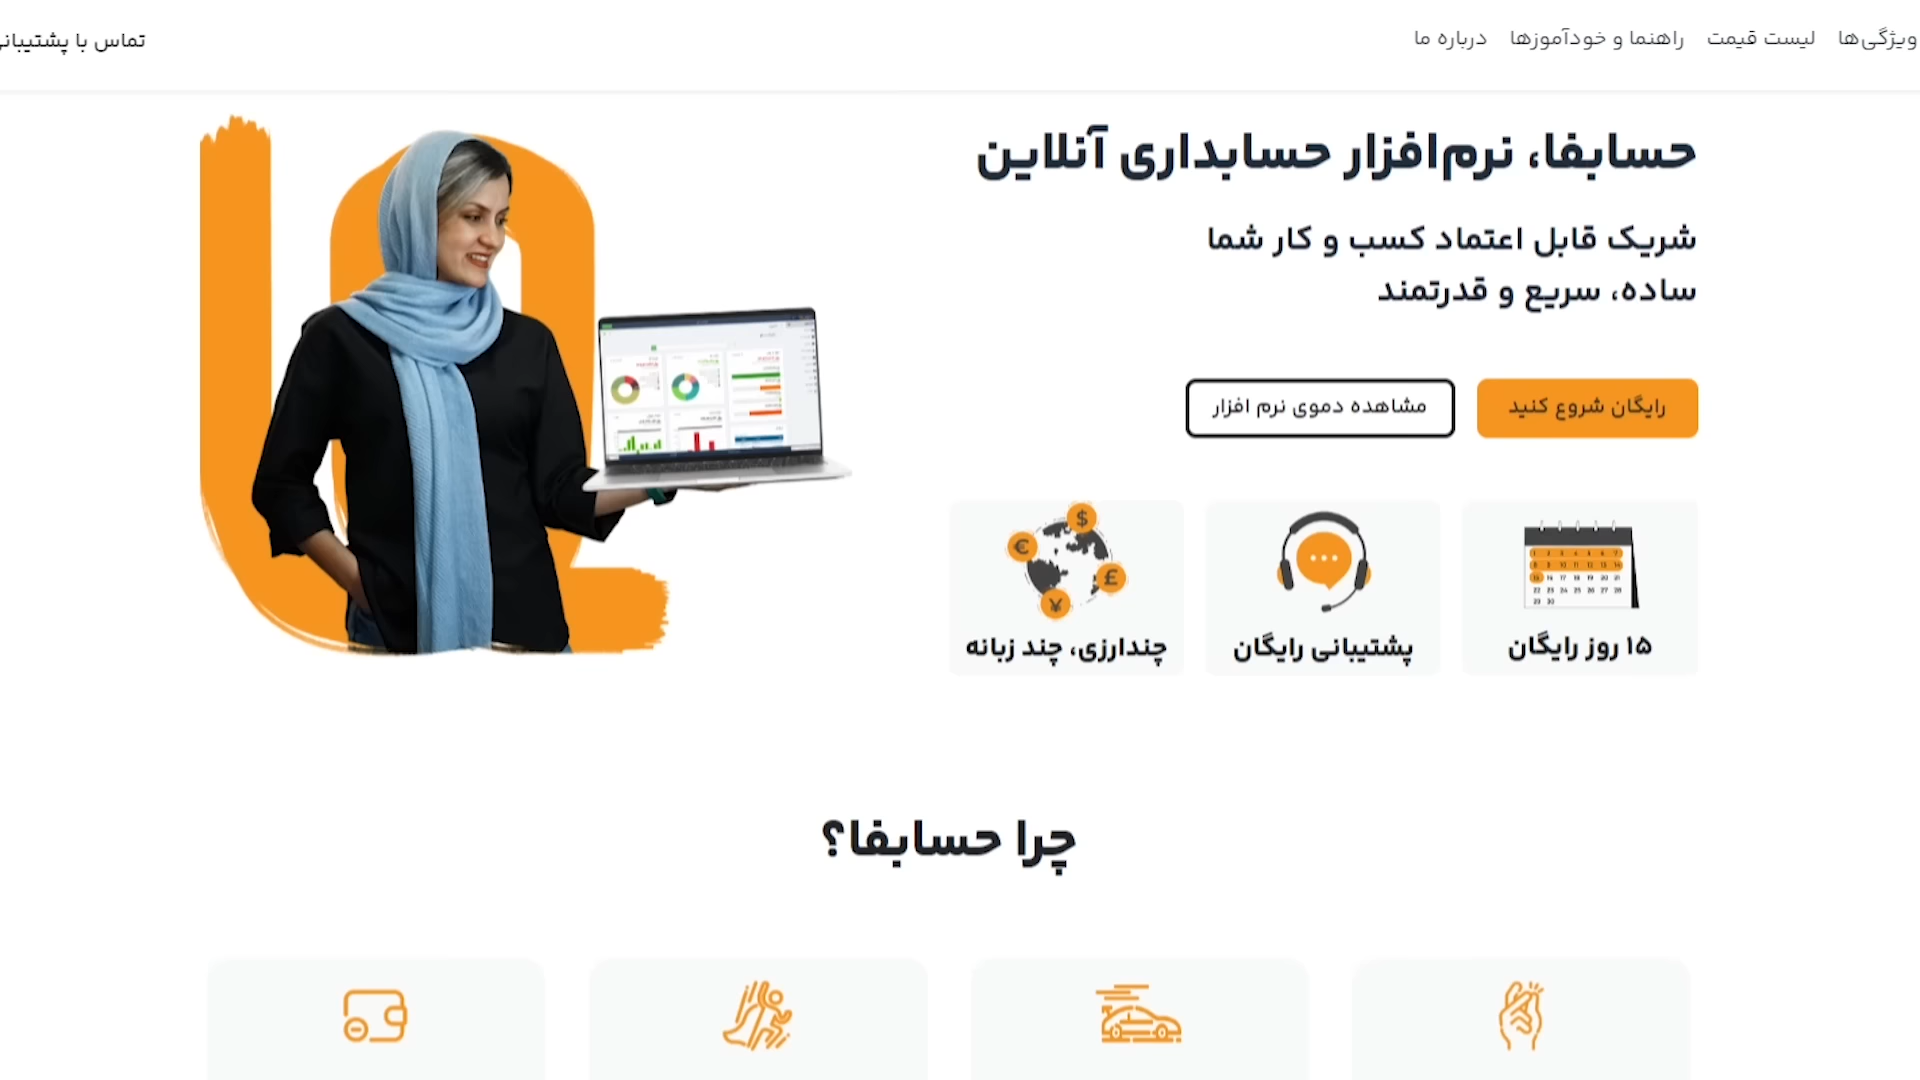 ویژگی‌ها
لیست قیمت
راهنما و خودآموزها
درباره ما
تماس با پشتیبانی
حسابفا، نرم‌افزار حسابداری آنلاین
شریک قابل اعتماد کسب و کار شما
ساده، سریع و قدرتمند
رایگان شروع کنید
مشاهده دموی نرم افزار
۱۵ روز رایگان
پشتیبانی رایگان
چندارزی، چند زبانه
چرا حسابفا؟